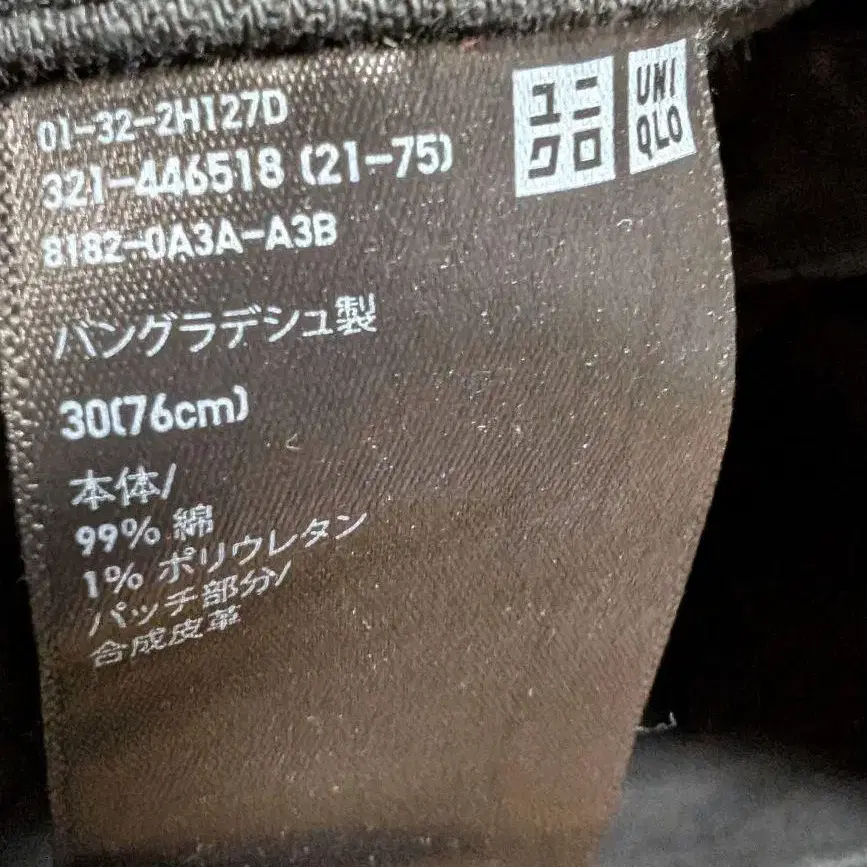 01-32-2H127D
321-446518 (21-75)
8182-0A3A-A3B
ユニ
クロ
UNI
QLO
バングラデシュ製
30(76cm)
本体/
99% 綿
1% ポリウレタン
パッチ部分/
合成皮革